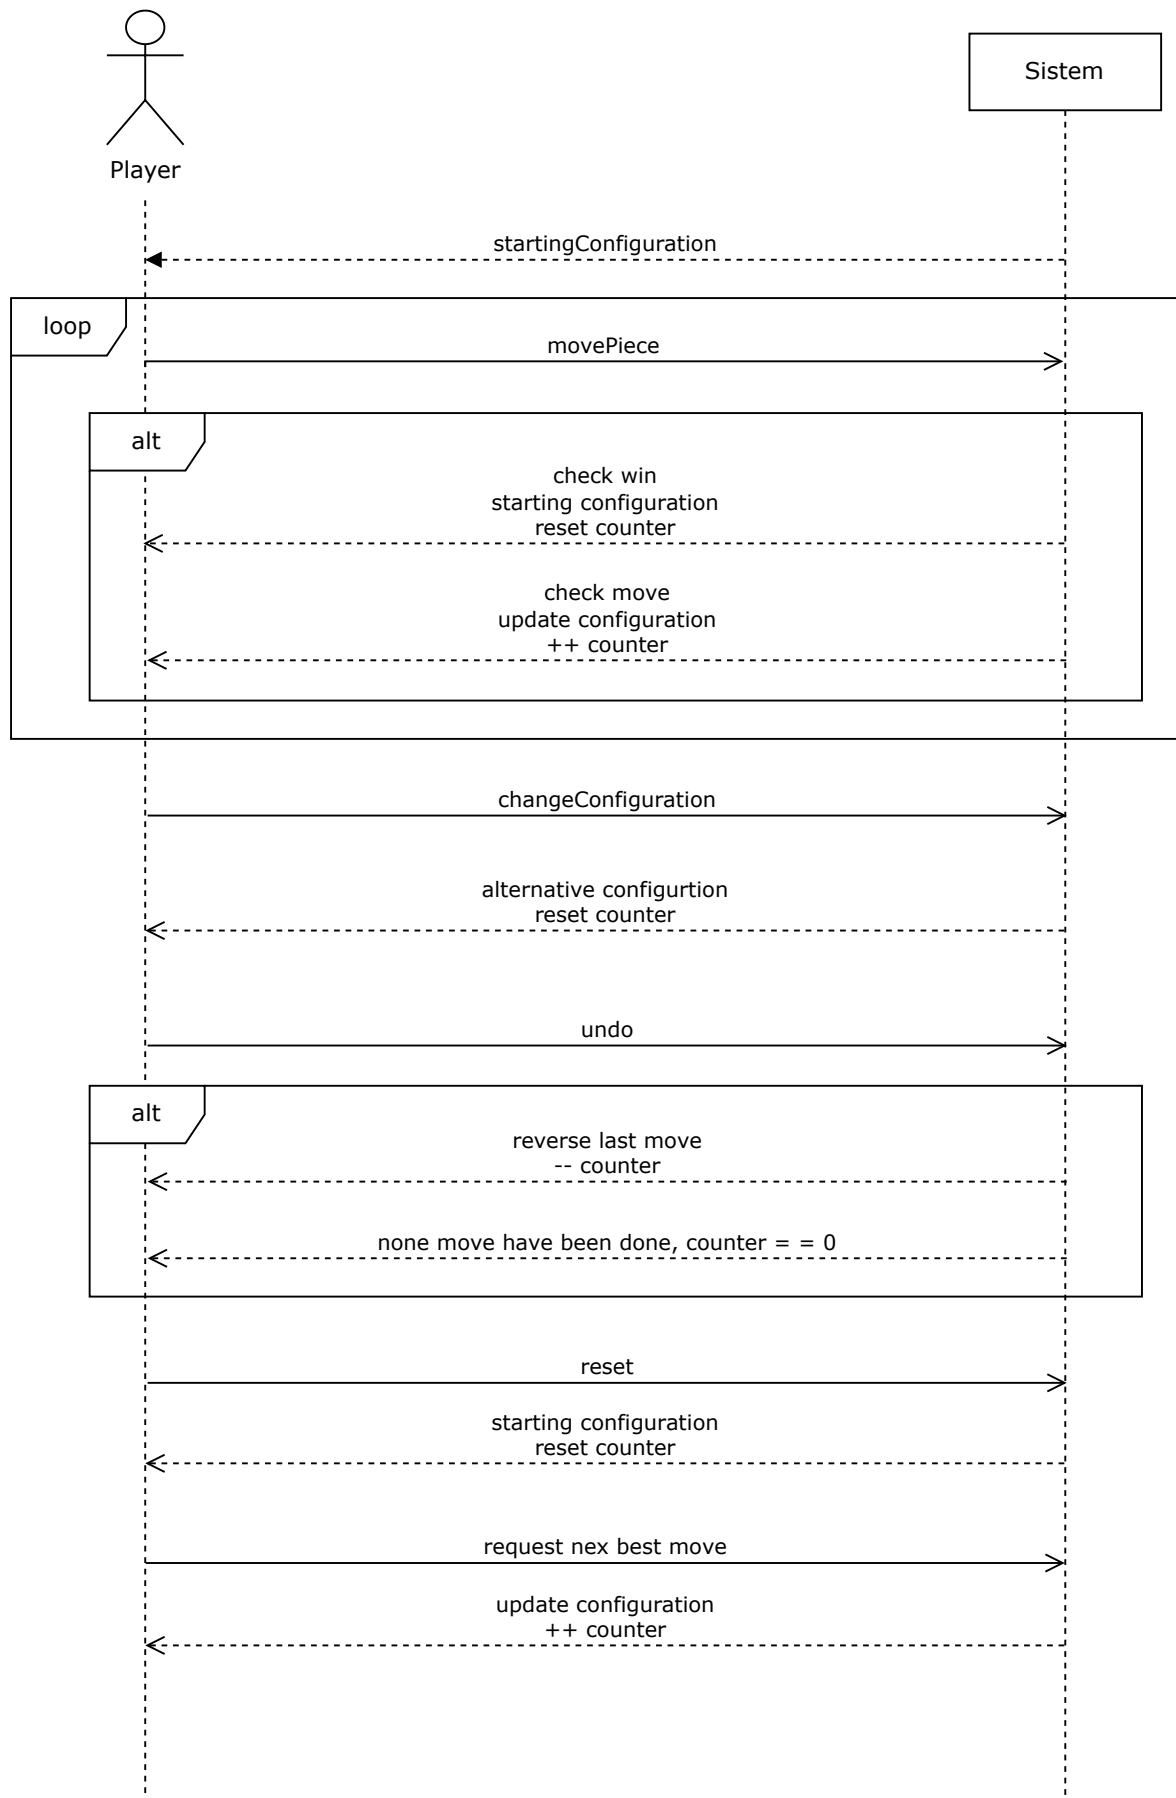 Sistem
Player
startingConfiguration
loop
movePiece
alt
check win
starting configuration
reset counter
check move
update configuration
++ counter
changeConfiguration
alternative configurtion
reset counter
undo
alt
reverse last move
-- counter
none move have been done, counter = = 0
reset
starting configuration
reset counter
request nex best move
update configuration
++ counter